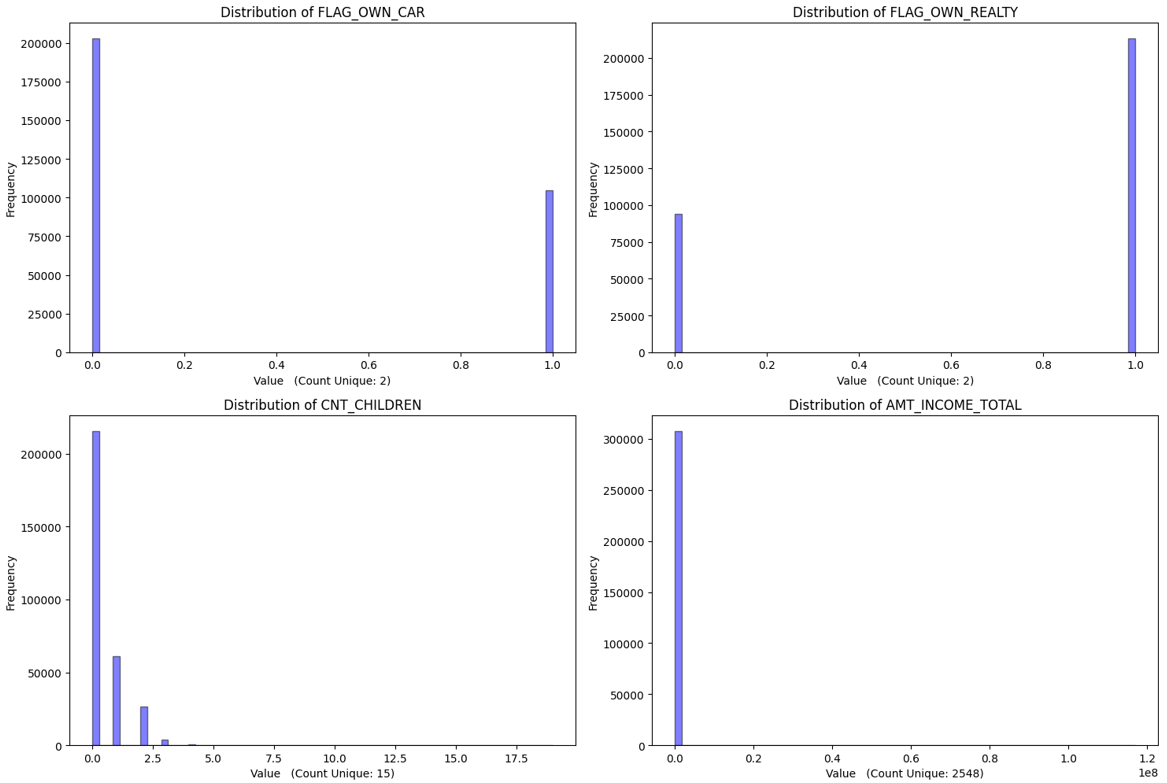 Distribution of FLAG_OWN_CAR
Frequency
200000
175000
150000
125000
100000
75000
50000
25000
0
0.0 0.2 0.4 0.6 0.8 1.0
Value (Count Unique: 2)
Distribution of FLAG_OWN_REALTY
Frequency
200000
175000
150000
125000
100000
75000
50000
25000
0
0.0 0.2 0.4 0.6 0.8 1.0
Value (Count Unique: 2)
Distribution of CNT_CHILDREN
Frequency
200000
150000
100000
50000
0
0.0 2.5 5.0 7.5 10.0 12.5 15.0 17.5
Value (Count Unique: 15)
Distribution of AMT_INCOME_TOTAL
Frequency
300000
250000
200000
150000
100000
50000
0
0.0 0.2 0.4 0.6 0.8 1.0 1.2
1e8
Value (Count Unique: 2548)